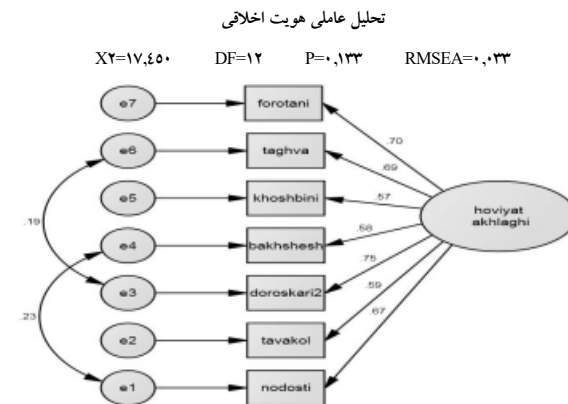 تحلیل عاملی هویت اخلاقی
X۲=۱۷,٤٥۰ DF=۱۲ P=۰,۱۳۳ RMSEA=۰,۰۳۳
e7 forotani
.70
e6 taghva
.69
e5 khoshbini
.57
hoviyat
akhlaghi
.19
e4 bakhshesh
.58
.75
e3 doroskari2
.59
.23
.67
e2 tavakol
e1 nodosti